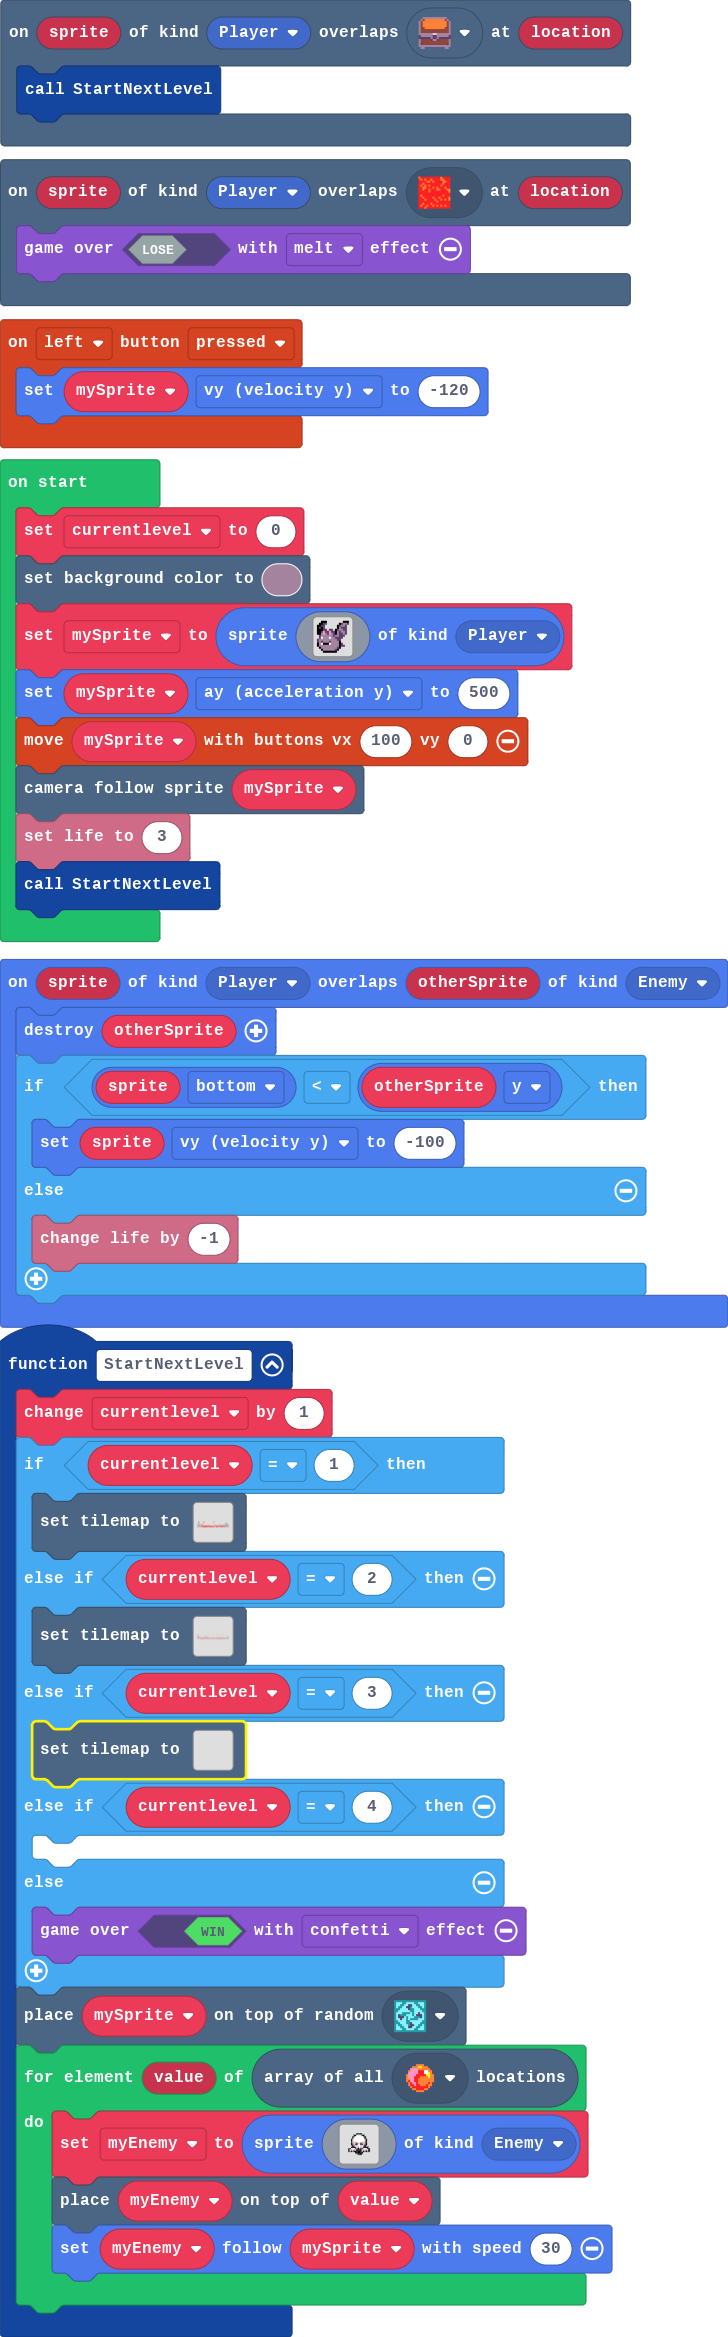 on sprite of kind Player overlaps at location
call StartNextLevel
on sprite of kind Player overlaps at location
game over LOSE with melt effect
on left button pressed
set mySprite vy (velocity y) to -120
on start
set currentlevel to 0
set background color to
set mySprite to sprite of kind Player
set mySprite ay (acceleration y) to 500
move mySprite with buttons vx 100 vy 0
camera follow sprite mySprite
set life to 3
call StartNextLevel
on sprite of kind Player overlaps otherSprite of kind Enemy
destroy otherSprite
if sprite bottom < otherSprite y then
set sprite vy (velocity y) to -100
else
change life by -1
function StartNextLevel
change currentlevel by 1
if currentlevel = 1 then
set tilemap to
else if currentlevel = 2 then
set tilemap to
else if currentlevel = 3 then
set tilemap to
else if currentlevel = 4 then
else
game over WIN with confetti effect
place mySprite on top of random
for element value of array of all locations
do
set myEnemy to sprite of kind Enemy
place myEnemy on top of value
set myEnemy follow mySprite with speed 30